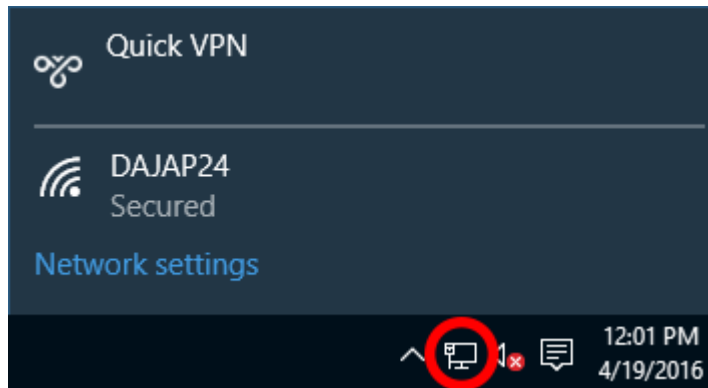 Quick VPN
DAJAP24
Secured
Network settings
12:01 PM
4/19/2016